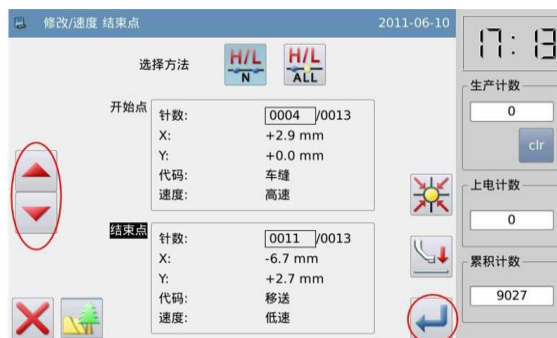 修改/速度 结束点 2011-06-10
选择方法
H/L
N
H/L
ALL
开始点
针数: 0004 /0013
X: +2.9 mm
Y: +0.0 mm
代码: 车缝
速度: 高速
结束点
针数: 0011 /0013
X: -6.7 mm
Y: +2.7 mm
代码: 移送
速度: 低速
17:13
生产计数
0
clr
上电计数
0
累积计数
9027